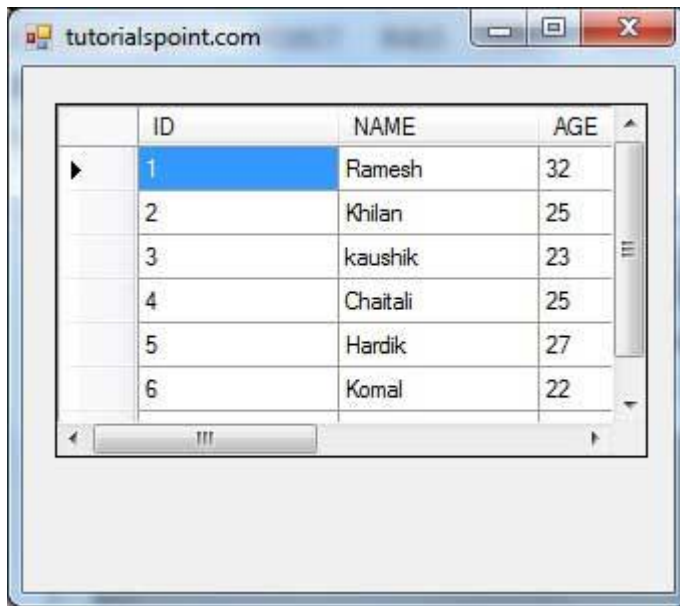 tutorialspoint.com
ID NAME AGE
1 Ramesh 32
2 Khilan 25
3 kaushik 23
4 Chaitali 25
5 Hardik 27
6 Komal 22